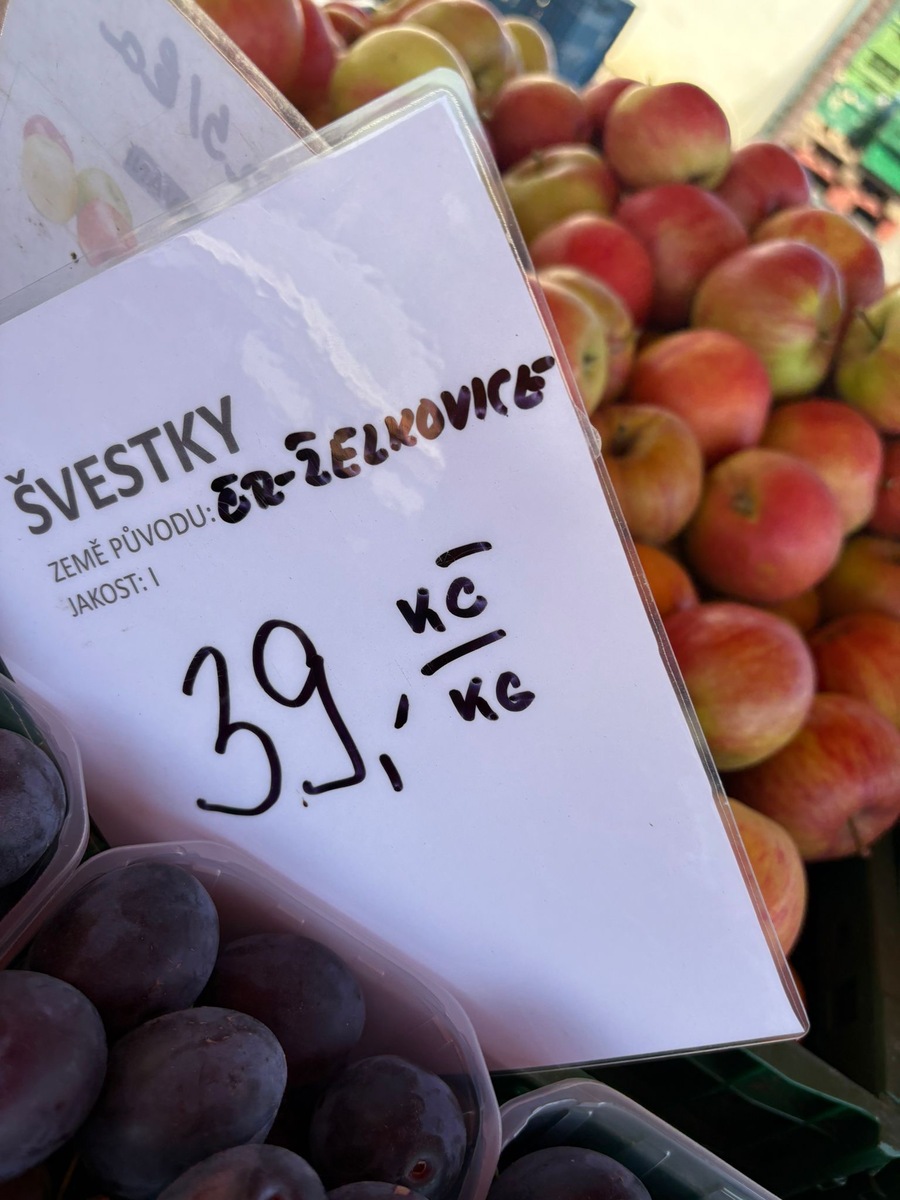 ŠVESTKY
ZEMĚ PŮVODU: ČR-ŽELKOVICE
JAKOST: I
39,- KČ/KG